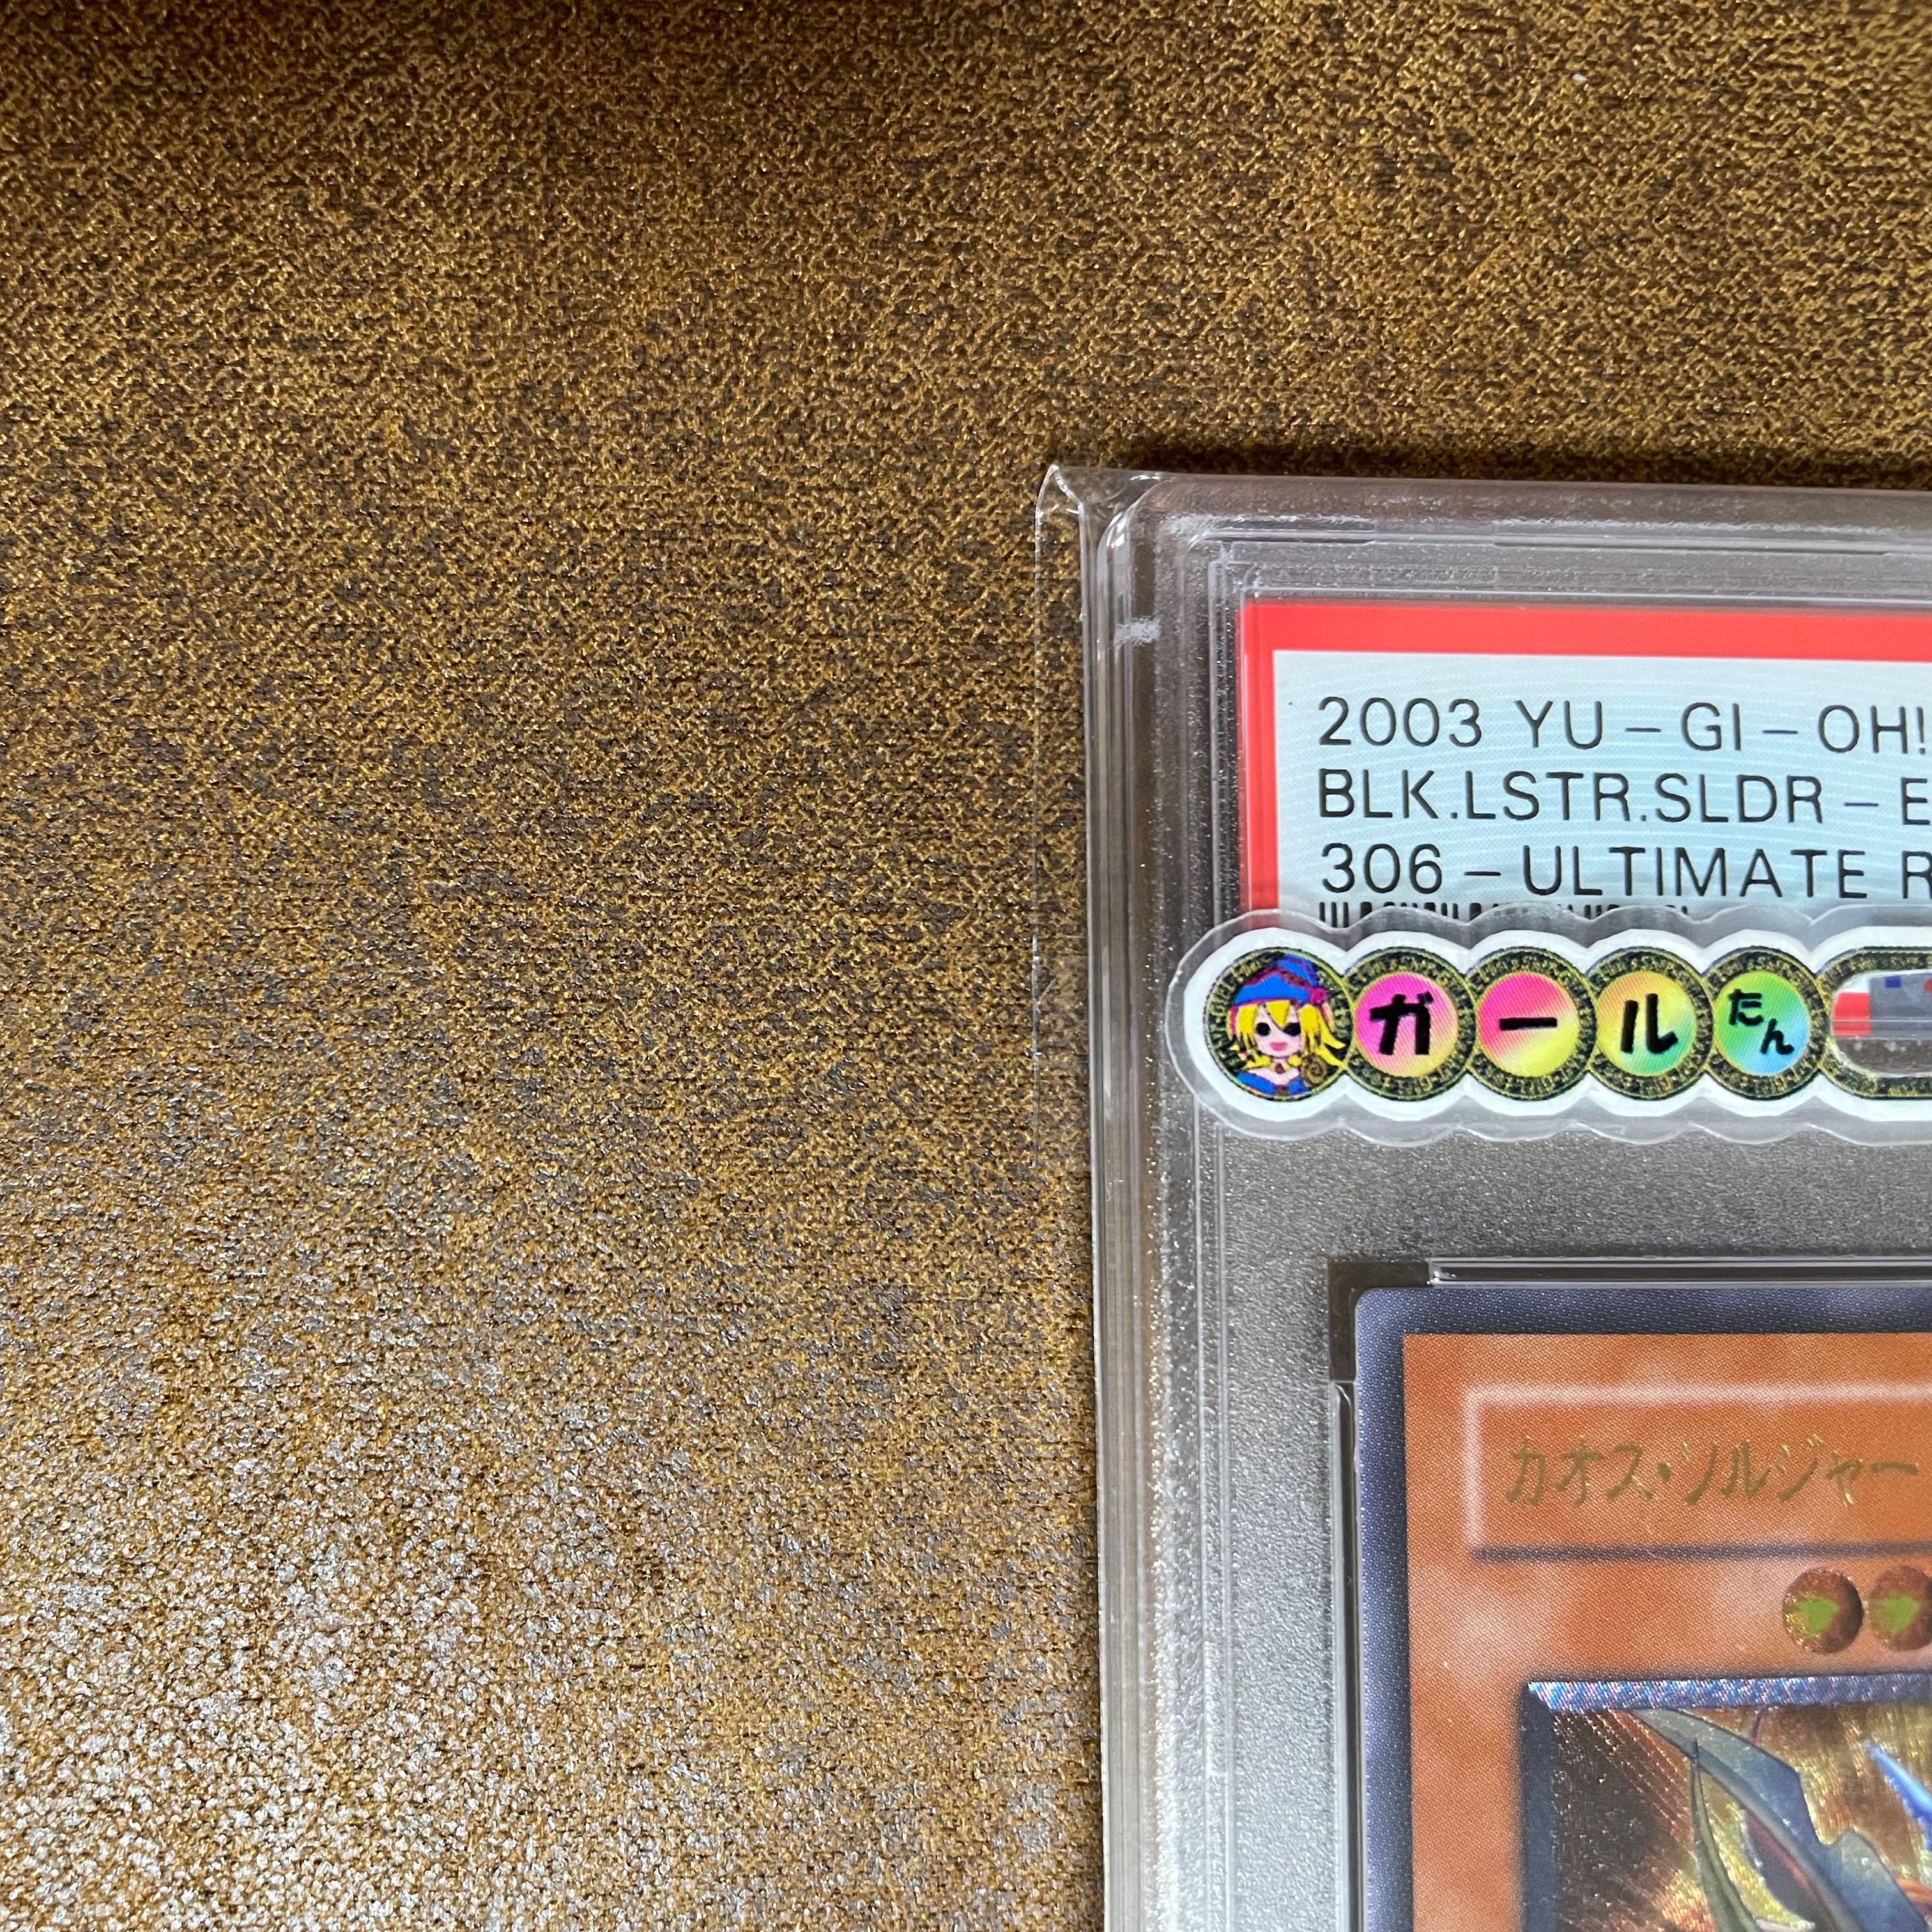 2003 YU-GI-OH!
BLK.LSTR.SLDR-E
306-ULTIMATE R
ガールたん
カオス・ソルジャー